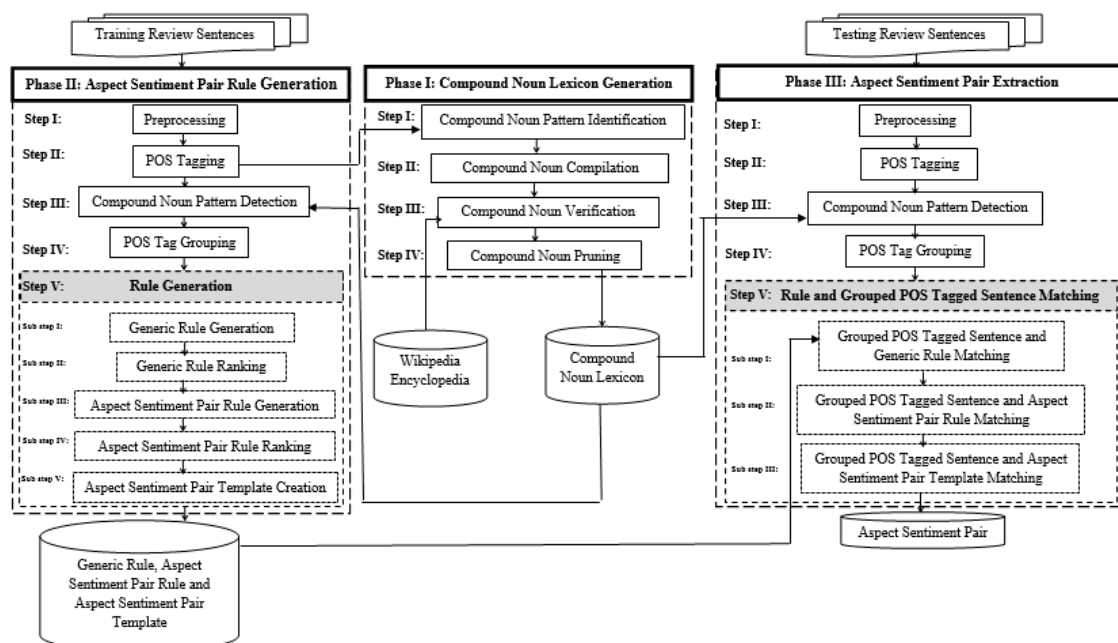 Training Review Sentences
Phase II: Aspect Sentiment Pair Rule Generation
Step I:
Preprocessing
Step II:
POS Tagging
Step III:
Compound Noun Pattern Detection
Step IV:
POS Tag Grouping
Step V:
Rule Generation
Sub step I:
Generic Rule Generation
Sub step II:
Generic Rule Ranking
Sub step III:
Aspect Sentiment Pair Rule Generation
Sub step IV:
Aspect Sentiment Pair Rule Ranking
Sub step V:
Aspect Sentiment Pair Template Creation
Generic Rule, Aspect
Sentiment Pair Rule and
Aspect Sentiment Pair
Template
Phase I: Compound Noun Lexicon Generation
Step I:
Compound Noun Pattern Identification
Step II:
Compound Noun Compilation
Step III:
Compound Noun Verification
Step IV:
Compound Noun Pruning
Wikipedia
Encyclopedia
Compound
Noun Lexicon
Testing Review Sentences
Phase III: Aspect Sentiment Pair Extraction
Step I:
Preprocessing
Step II:
POS Tagging
Step III:
Compound Noun Pattern Detection
Step IV:
POS Tag Grouping
Step V:
Rule and Grouped POS Tagged Sentence Matching
Sub step I:
Grouped POS Tagged Sentence and
Generic Rule Matching
Sub step II:
Grouped POS Tagged Sentence and Aspect
Sentiment Pair Rule Matching
Sub step III:
Grouped POS Tagged Sentence and Aspect
Sentiment Pair Template Matching
Aspect Sentiment Pair